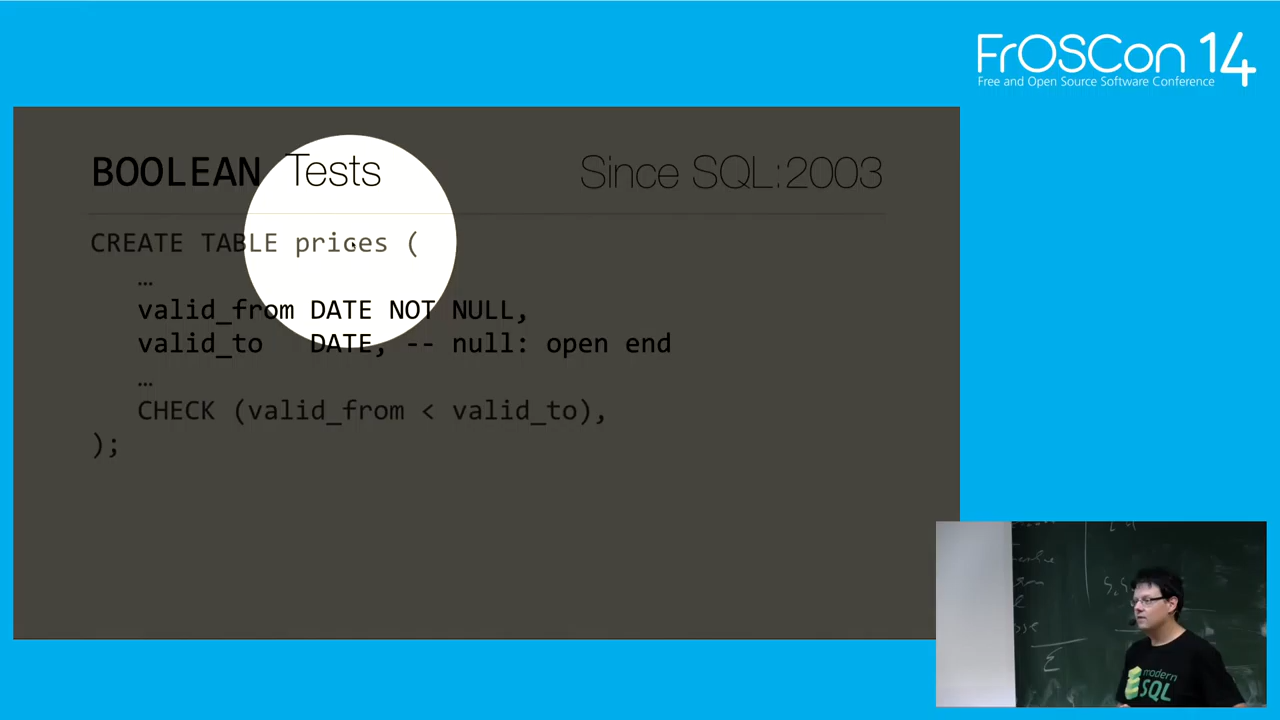 FrOSCon 14
Free and Open Source Software Conference
BOOLEAN Tests
Since SQL:2003
CREATE TABLE prices (
…
valid_from DATE NOT NULL,
valid_to DATE, -- null: open end
…
CHECK (valid_from < valid_to),
);
modern
SQL